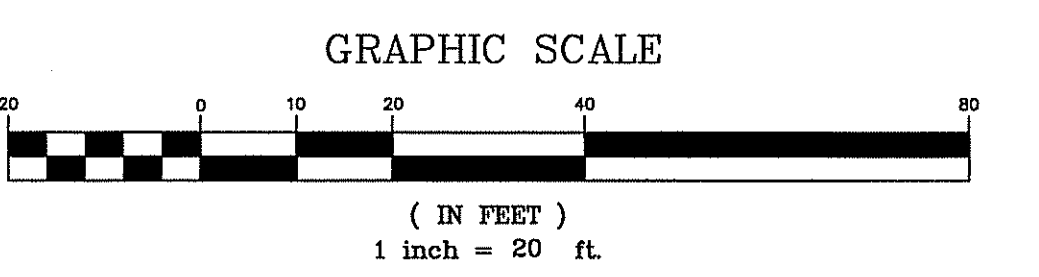 GRAPHIC SCALE
20 0 10 20 40 80
( IN FEET )
1 inch = 20 ft.